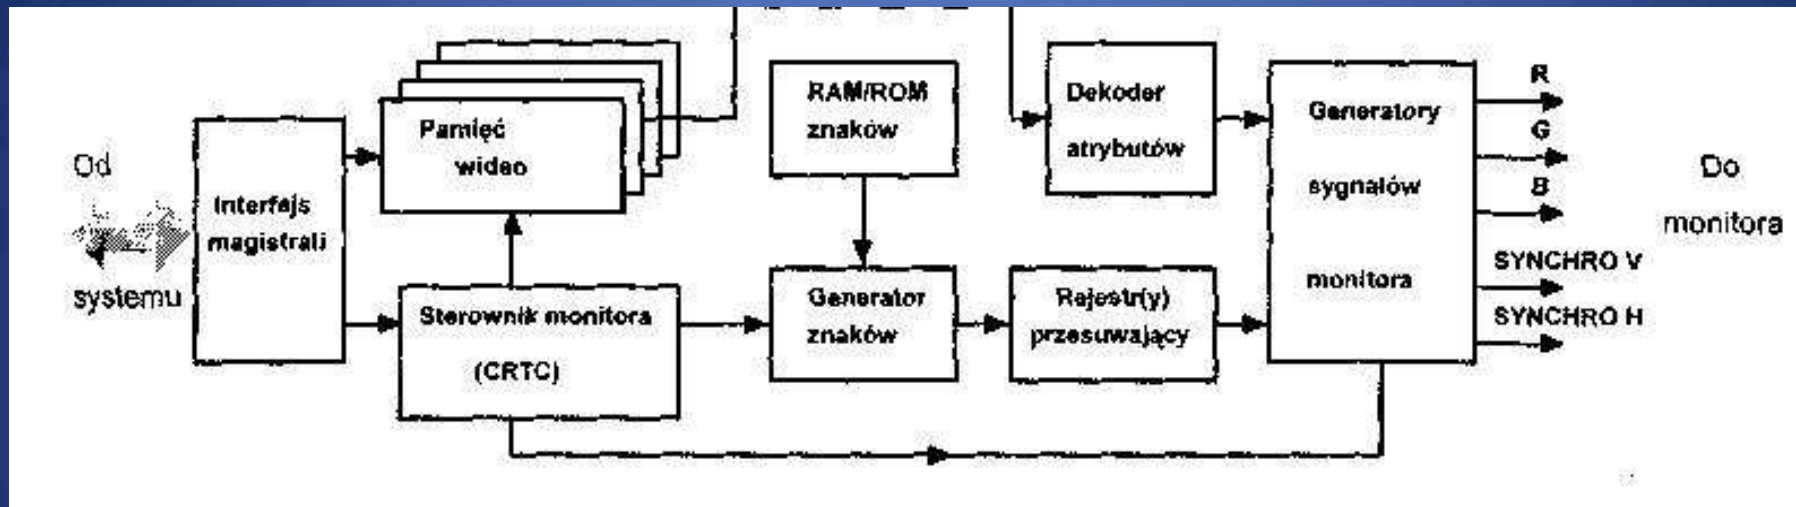 Od
systemu
Interfejs
magistrali
Pamięć
wideo
Sterownik monitora
(CRTC)
RAM/ROM
znaków
Generator
znaków
Dekoder
atrybutów
Rejestr(y)
przesuwający
Generatory
sygnałów
monitora
R
G
B
SYNCHRO V
SYNCHRO H
Do
monitora